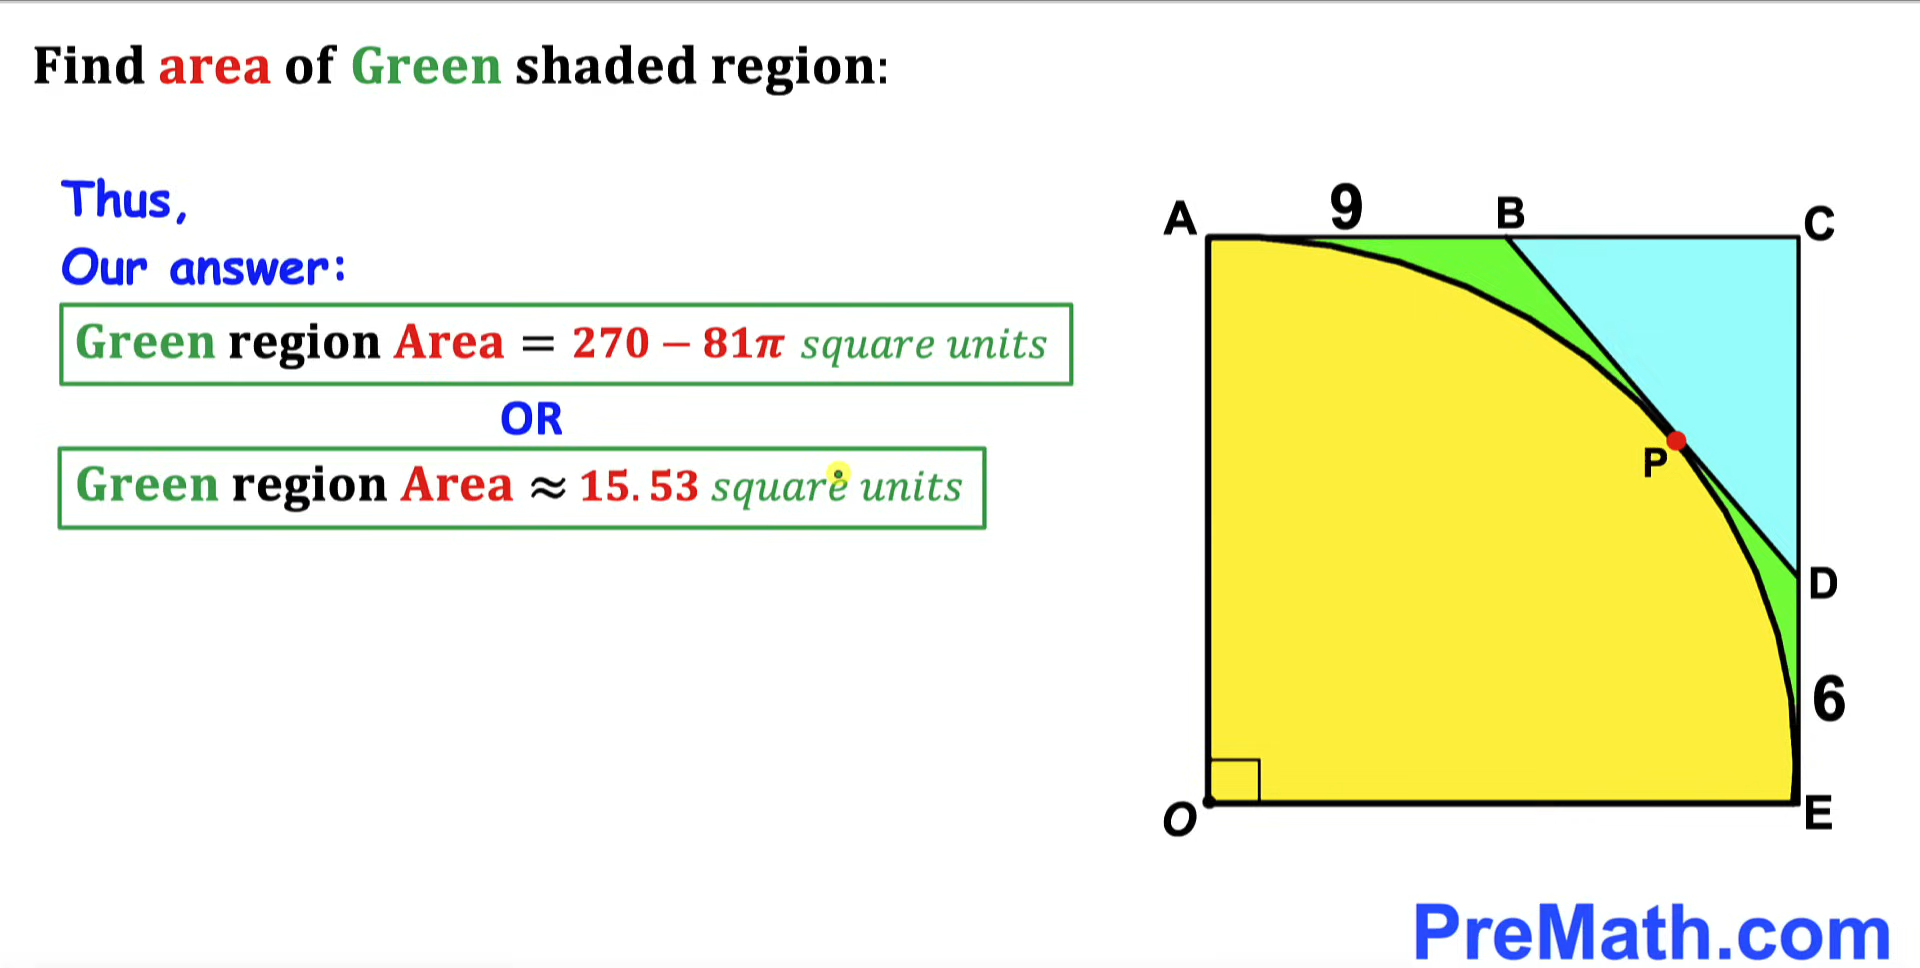 Find area of Green shaded region:
Thus,
Our answer:
Green region Area = 270 − 81π square units
OR
Green region Area ≈ 15.53 square units
A 9 B C
P
D
6
O E
PreMath.com